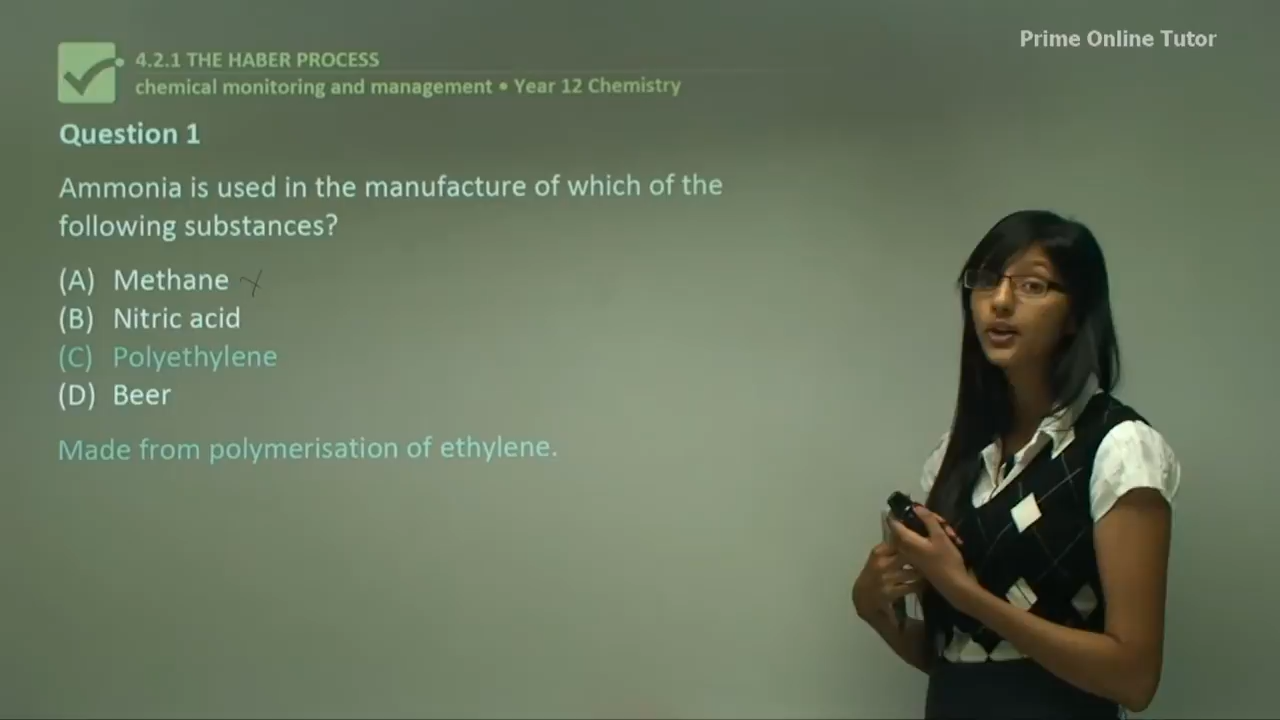 Prime Online Tutor
4.2.1 THE HABER PROCESS
chemical monitoring and management • Year 12 Chemistry
Question 1
Ammonia is used in the manufacture of which of the
following substances?
(A) Methane x
(B) Nitric acid
(C) Polyethylene
(D) Beer
Made from polymerisation of ethylene.